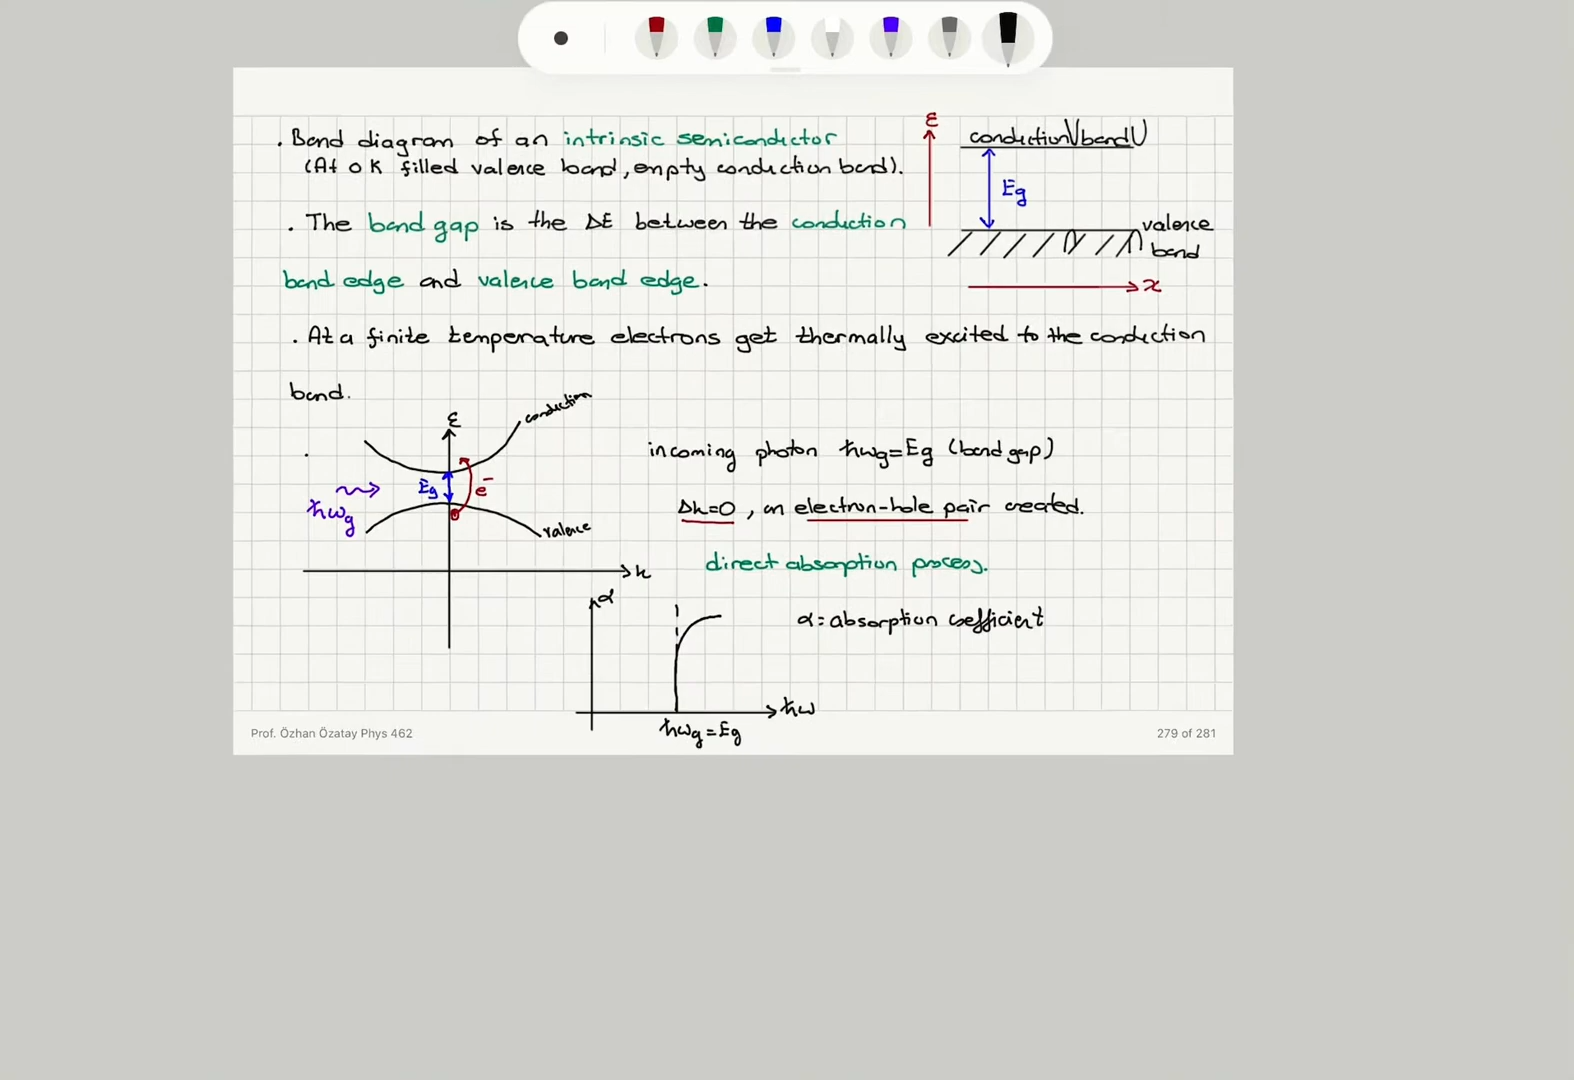 . Band diagram of an intrinsic semiconductor
(At 0 K filled valence band, empty conduction band).
. The band gap is the ΔE between the conduction
band edge and valence band edge.
. At a finite temperature electrons get thermally excited to the conduction
band.
ε
conduction band
Eg
valence
band
x
ε
conduction
Eg
e⁻
ħωg
valence
k
incoming photon ħωg=Eg (band gap)
Δk=0, an electron-hole pair created.
direct absorption process.
α
α: absorption coefficient
ħω
ħωg=Eg
Prof. Özhan Özatay Phys 462
279 of 281